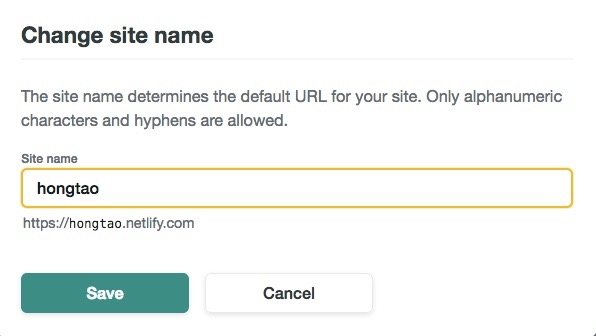 Change site name
The site name determines the default URL for your site. Only alphanumeric
characters and hyphens are allowed.
Site name
hongtao
https://hongtao.netlify.com
Save Cancel